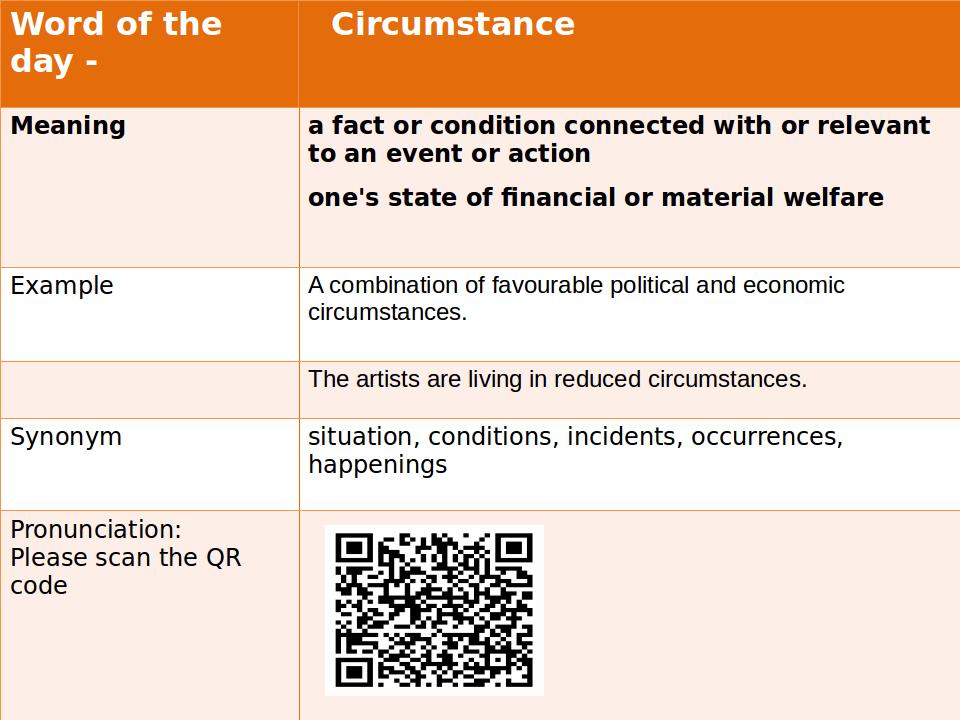 Word of the
day -
Circumstance
Meaning
a fact or condition connected with or relevant
to an event or action
one's state of financial or material welfare
Example
A combination of favourable political and economic
circumstances.
The artists are living in reduced circumstances.
Synonym
situation, conditions, incidents, occurrences,
happenings
Pronunciation:
Please scan the QR
code